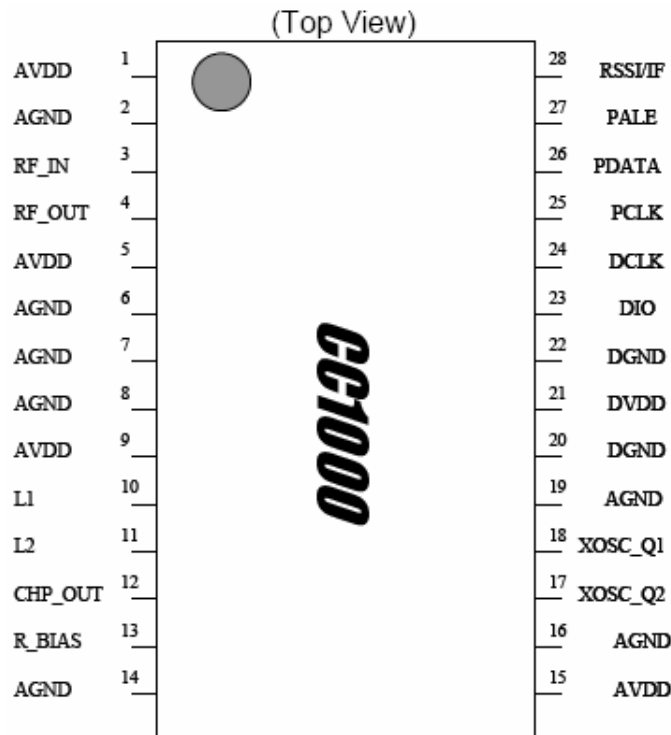 (Top View)
AVDD 1
AGND 2
RF_IN 3
RF_OUT 4
AVDD 5
AGND 6
AGND 7
AGND 8
AVDD 9
L1 10
L2 11
CHP_OUT 12
R_BIAS 13
AGND 14
CC1000
28 RSSI/IF
27 PALE
26 PDATA
25 PCLK
24 DCLK
23 DIO
22 DGND
21 DVDD
20 DGND
19 AGND
18 XOSC_Q1
17 XOSC_Q2
16 AGND
15 AVDD